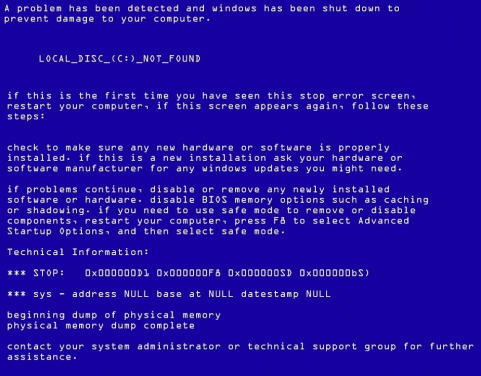 A problem has been detected and windows has been shut down to
prevent damage to your computer.
LOCAL_DISC_(C:)_NOT_FOUND
if this is the first time you have seen this stop error screen,
restart your computer, if this screen appears again, follow these
steps:
check to make sure any new hardware or software is properly
installed. if this is a new installation ask your hardware or
software manufacturer for any windows updates you might need.
if problems continue, disable or remove any newly installed
software or hardware. disable BIOS memory options such as caching
or shadowing. if you need to use safe mode to remove or disable
components, restart your computer, press F8 to select Advanced
Startup Options, and then select safe mode.
Technical Information:
*** STOP: 0x000000D1 0x000000F8 0x000000SD 0x000000bS)
*** sys - address NULL base at NULL datestamp NULL
beginning dump of physical memory
physical memory dump complete
contact your system administrator or technical support group for further
assistance.